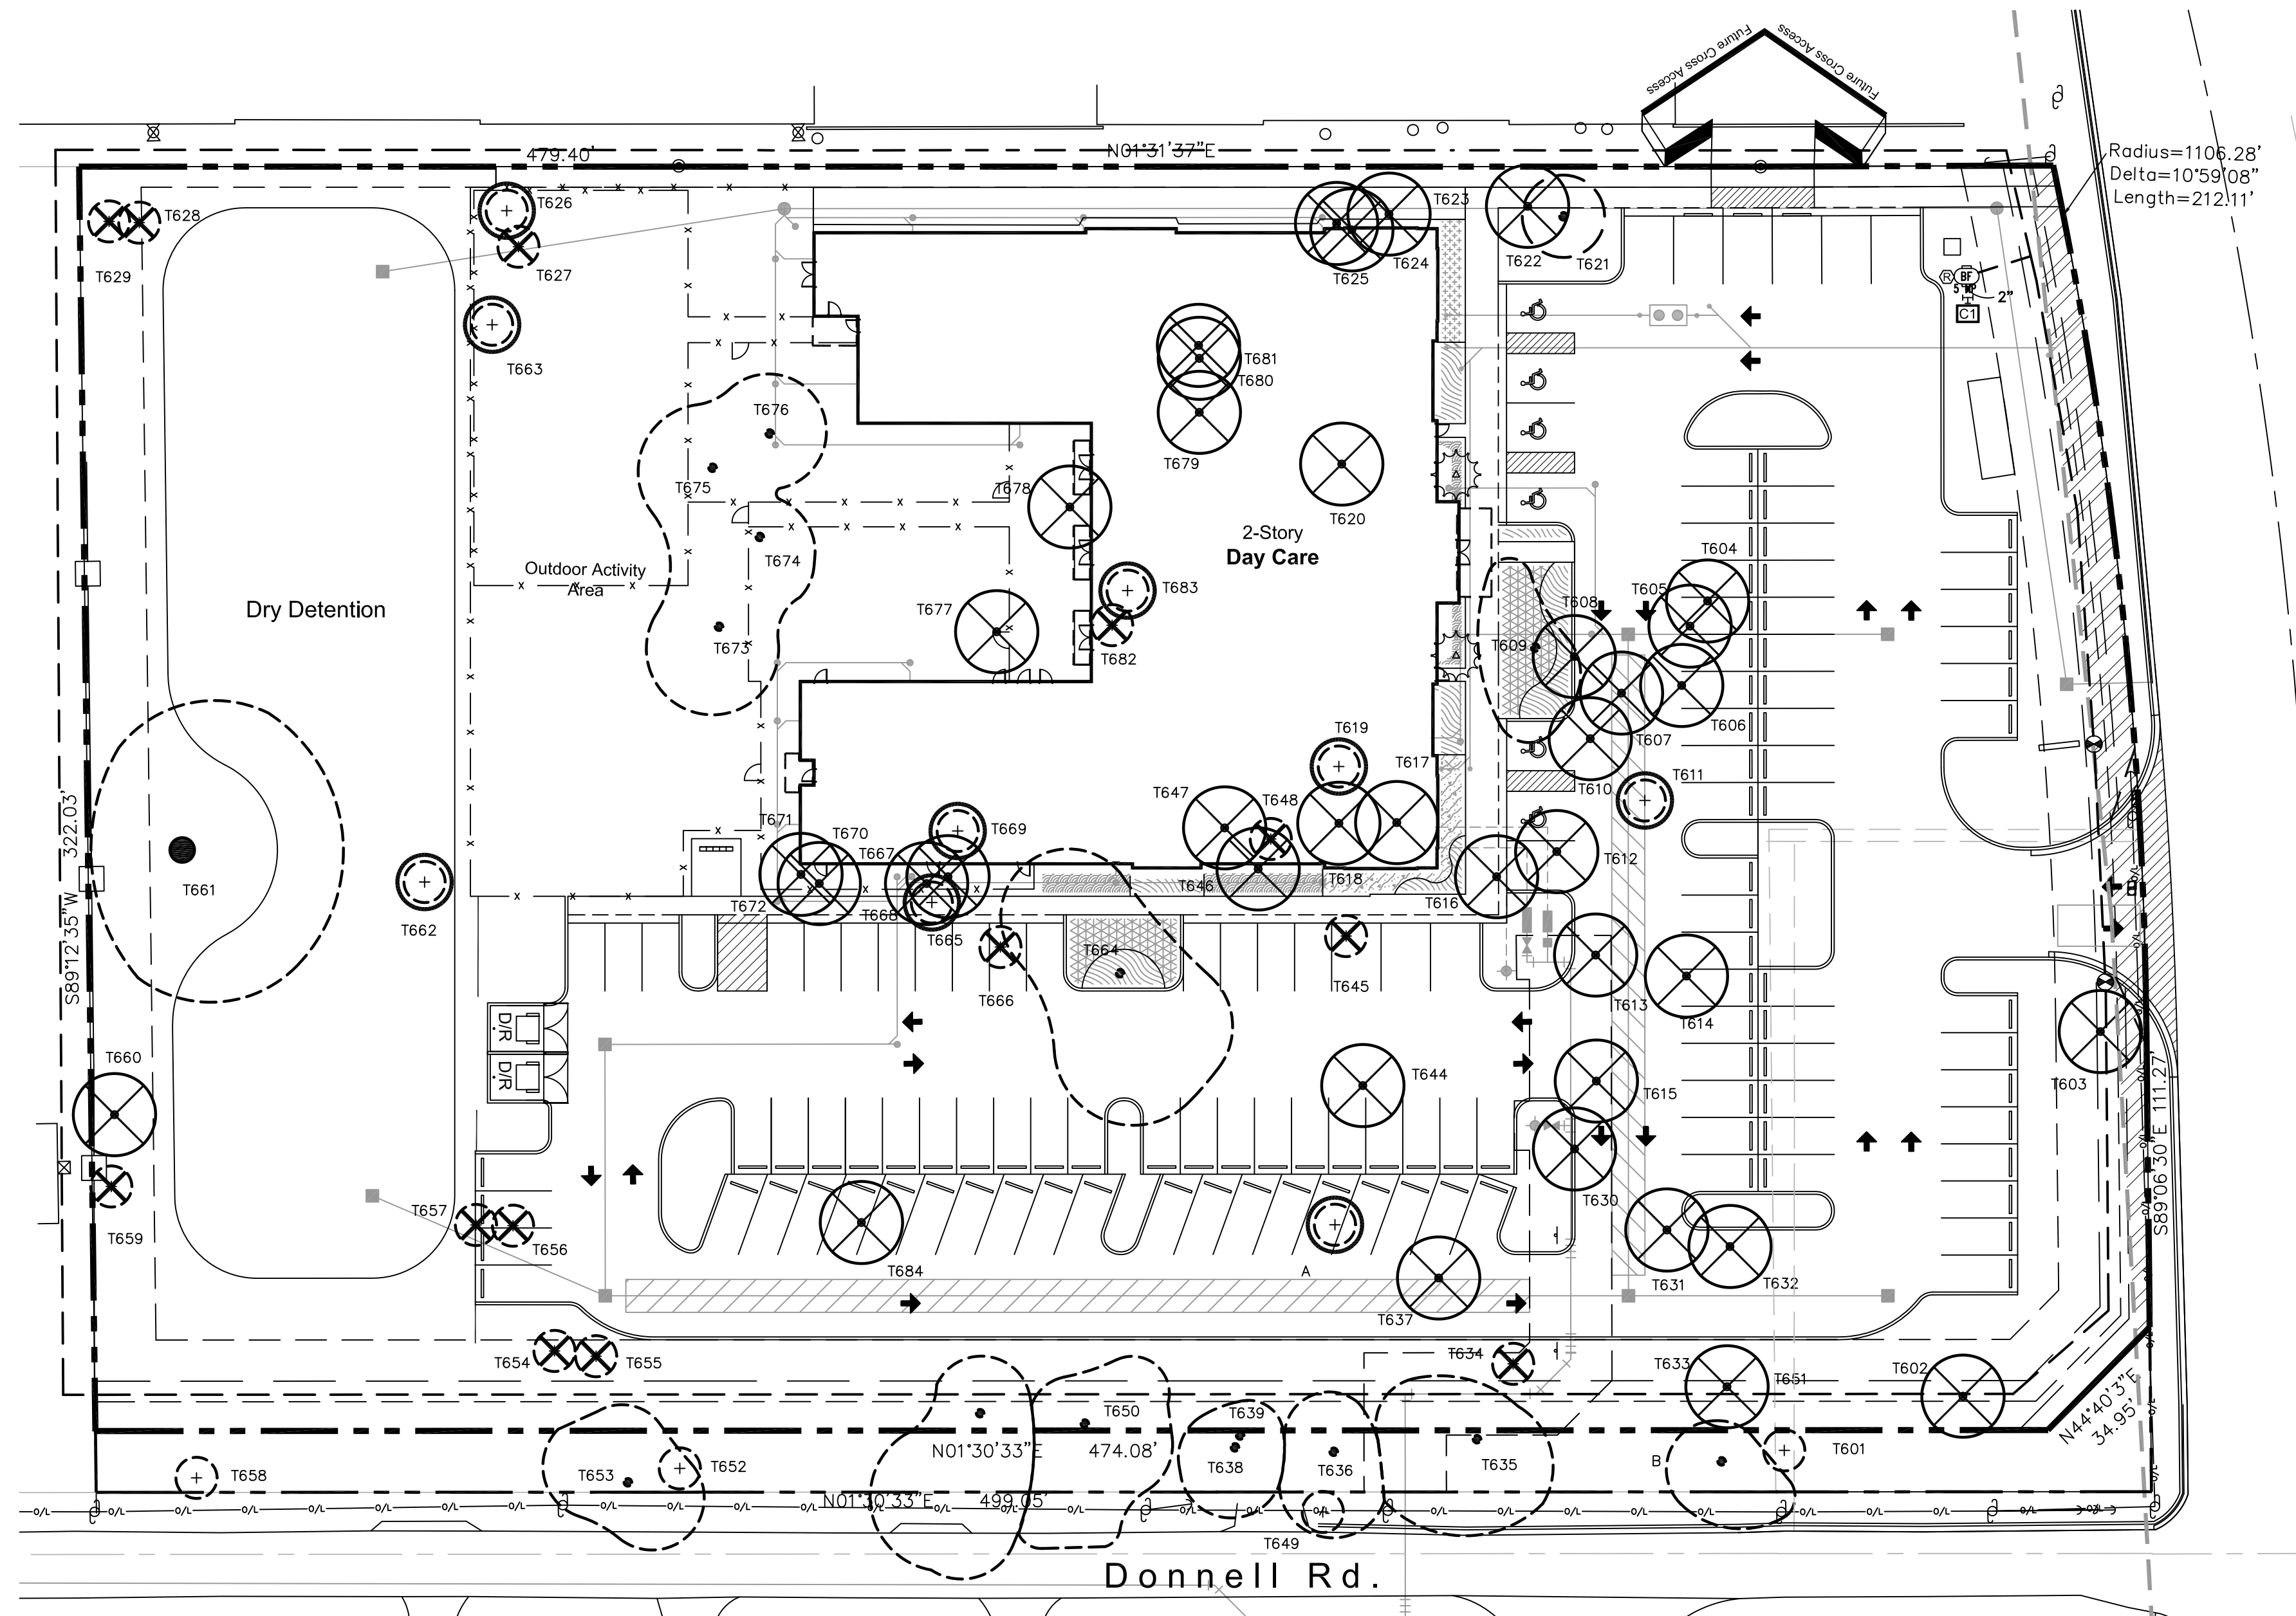 Future Cross Access
Future Cross Access
479.40'
N01°31'37"E
Radius=1106.28'
Delta=10°59'08"
Length=212.11'
T628
T629
T626
T627
T663
T623
T624
T625
T622
T621
R
BF
2"
C1
T681
T680
T679
T676
T675
T678
T620
T674
2-Story
Day Care
Outdoor Activity
Area
Dry Detention
T677
T683
T682
T673
T604
T605
T608
T609
T606
T607
T610
T611
T619
T617
T647
T648
T671
T670
T667
T669
T661
T662
T672
T668
T665
T646
T618
T616
T612
S89°12'35"W 322.03'
T664
T666
T645
T613
T614
D/R
D/R
T660
T644
T615
T603
S89°06'30"E 111.27'
T659
T657
T656
T684
A
T637
T630
T631
T632
T654
T655
T634
T633
T651
T602
N44°40'3"E
34.95'
T650
T639
N01°30'33"E 474.08'
T658
T653
T652
T638
T636
T635
B
T601
N01°30'33"E 499.05'
T649
O/L O/L O/L O/L O/L O/L O/L O/L O/L O/L O/L O/L O/L O/L O/L
Donnell Rd.